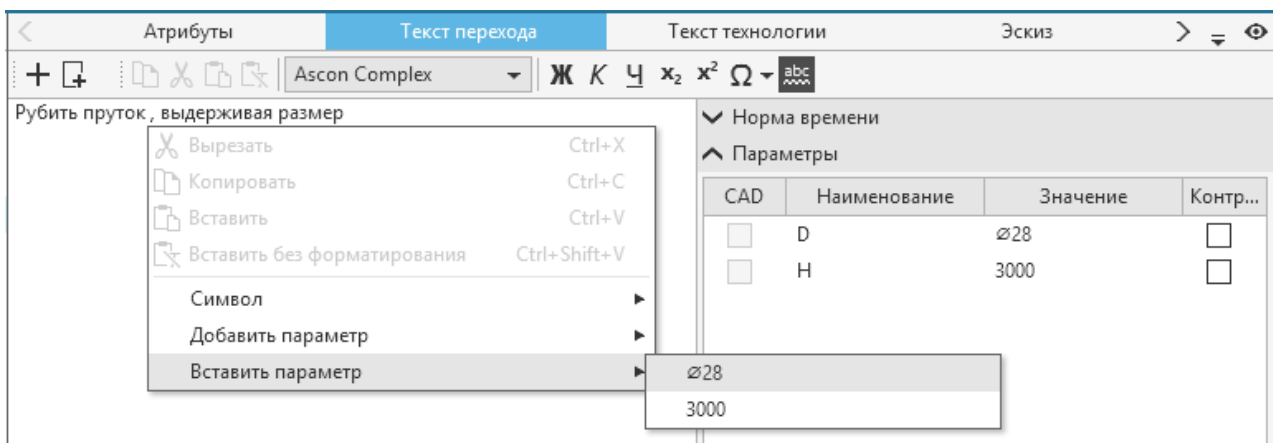 Атрибуты Текст перехода Текст технологии Эскиз
Ascon Complex Ж К Ч x₂ x² Ω abc
Рубить пруток , выдерживая размер
Норма времени
Вырезать Ctrl+X
Параметры
Копировать Ctrl+C
CAD Наименование Значение Контр...
Вставить Ctrl+V
D ⌀28
Вставить без форматирования Ctrl+Shift+V
H 3000
Символ
Добавить параметр
Вставить параметр
⌀28
3000